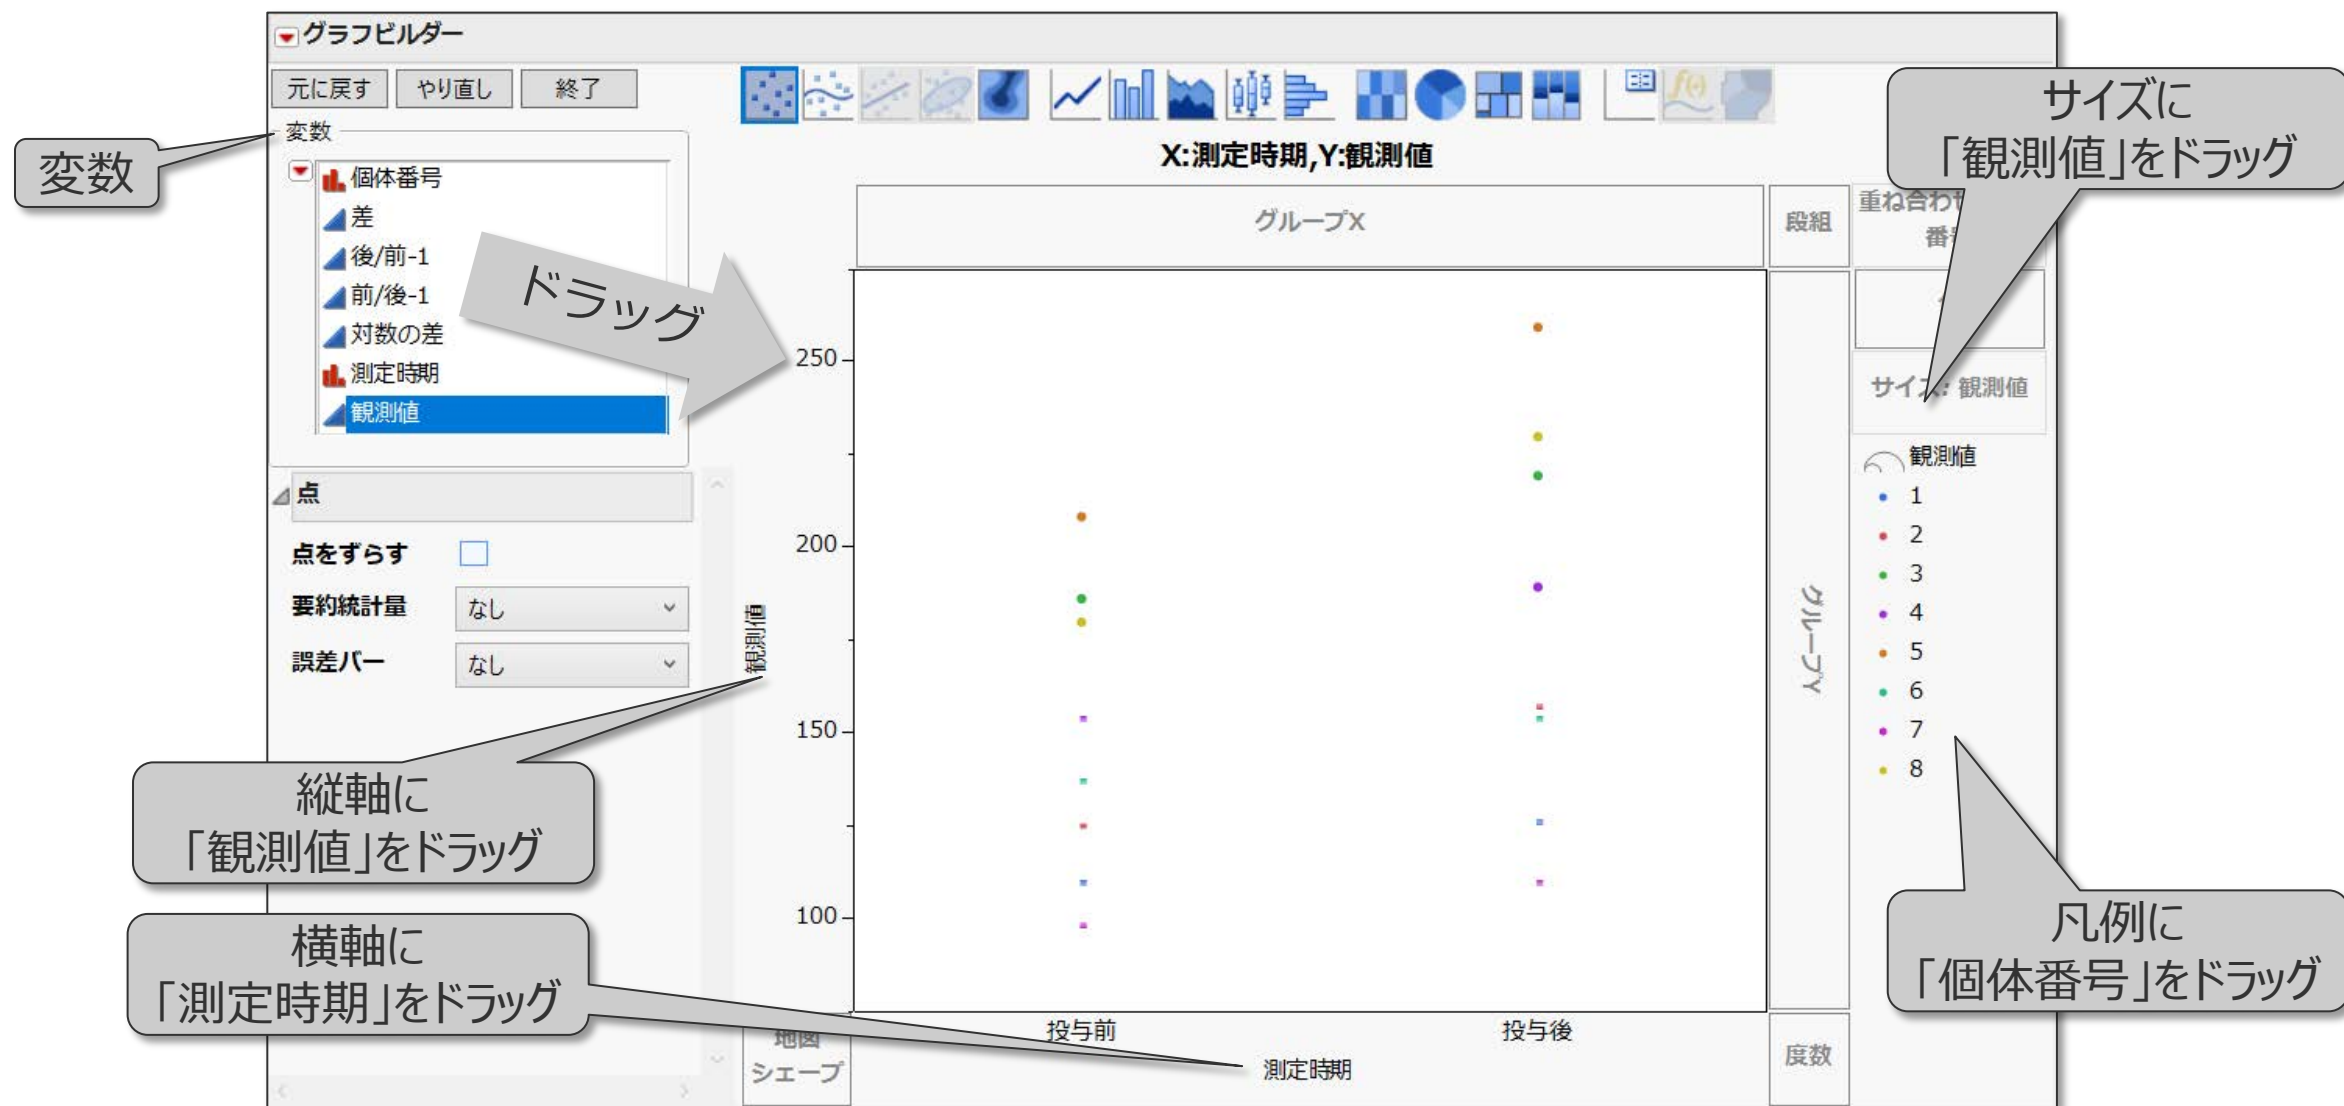 グラフビルダー
元に戻す
やり直し
終了
変数
変数
個体番号
差
後/前-1
前/後-1
対数の差
測定時期
観測値
ドラッグ
点
点をずらす
要約統計量
なし
誤差バー
なし
縦軸に
「観測値」をドラッグ
横軸に
「測定時期」をドラッグ
X:測定時期,Y:観測値
グループX
段組
250
200
150
100
観測値
グループY
投与前
投与後
測定時期
シェープ
度数
サイズに
「観測値」をドラッグ
重ね合わ
サイズ: 観測値
観測値
1
2
3
4
5
6
7
8
凡例に
「個体番号」をドラッグ